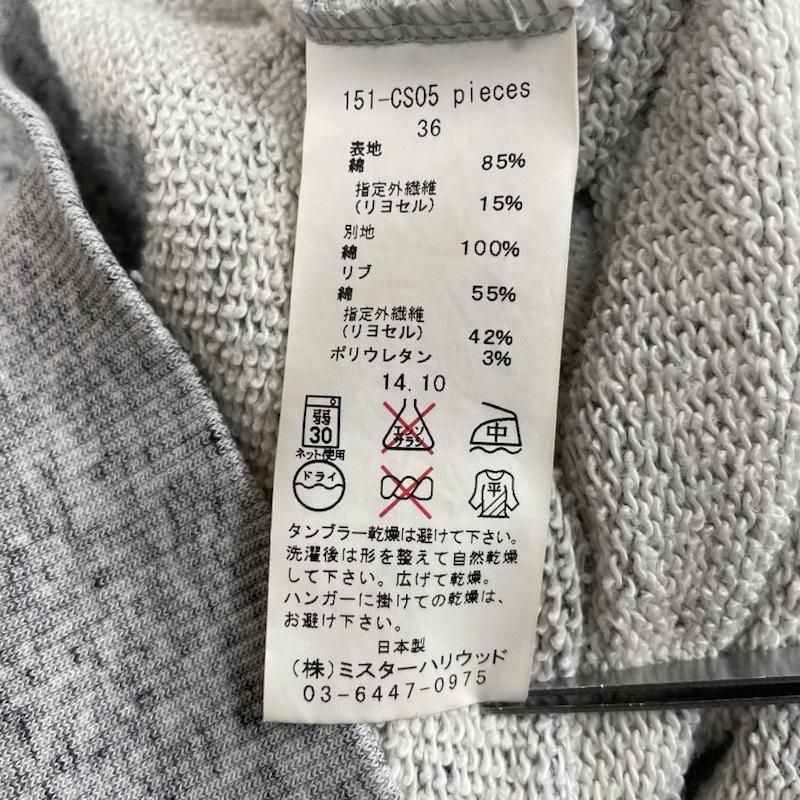 151-CS05 pieces
36
表地
綿 85%
指定外繊維
(リヨセル) 15%
別地
綿 100%
リブ
綿 55%
指定外繊維
(リヨセル) 42%
ポリウレタン 3%
14.10
弱 エンソ 中
30 サラシ
ネット使用
ドライ 平
タンブラー乾燥は避けて下さい。
洗濯後は形を整えて自然乾燥
して下さい。広げて乾燥。
ハンガーに掛けての乾燥は、
お避け下さい。
日本製
(株)ミスターハリウッド
03-6447-0975